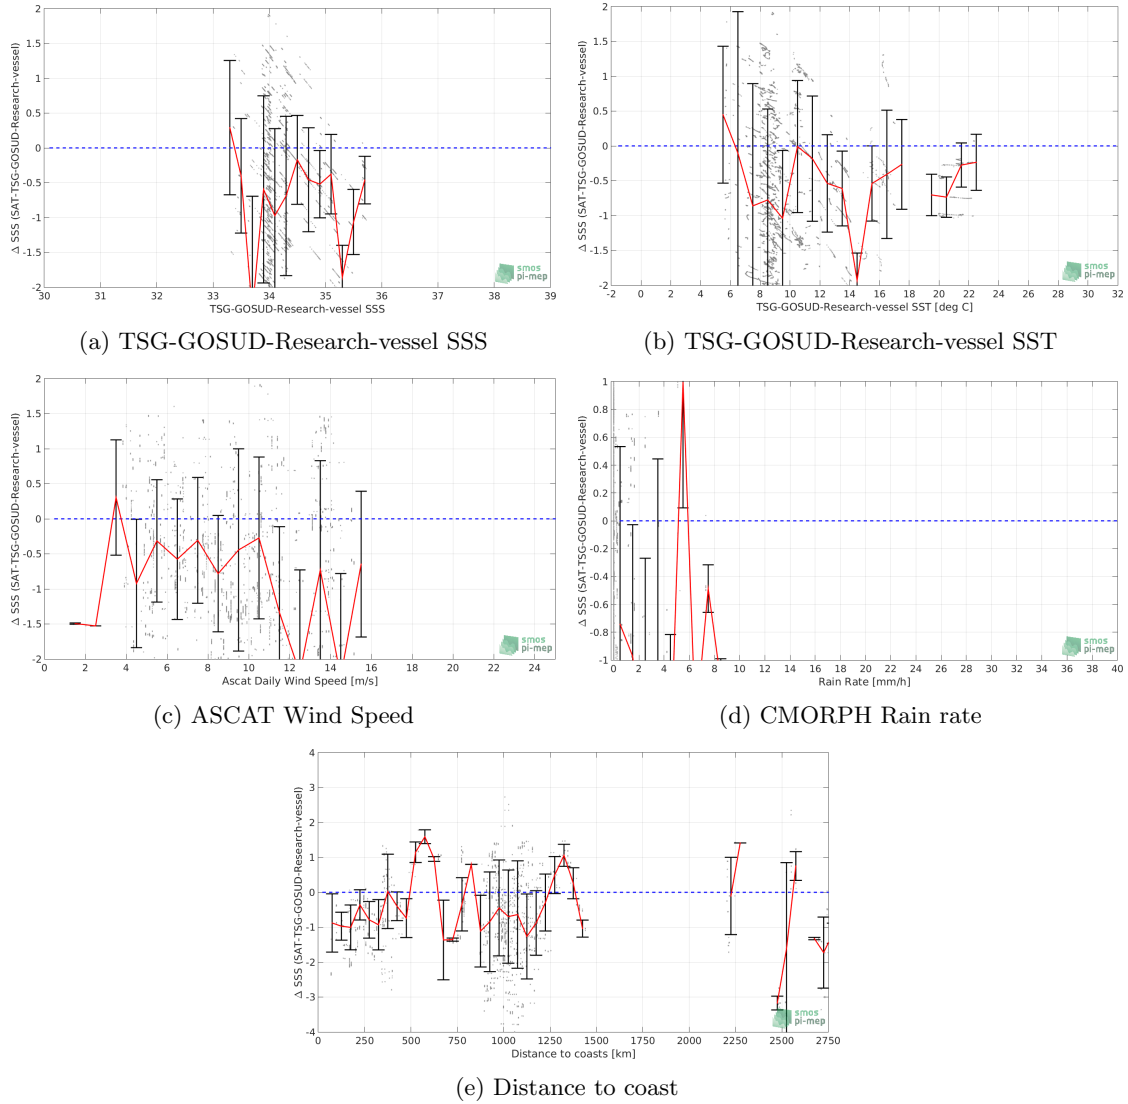 Δ SSS (SAT-TSG-GOSUD-Research-vessel)
2
1.5
1
0.5
0
-0.5
-1
-1.5
-2
30 31 32 33 34 35 36 37 38 39
TSG-GOSUD-Research-vessel SSS
smos
pi-mep
(a) TSG-GOSUD-Research-vessel SSS
Δ SSS (SAT-TSG-GOSUD-Research-vessel)
2
1.5
1
0.5
0
-0.5
-1
-1.5
-2
-2 0 2 4 6 8 10 12 14 16 18 20 22 24 26 28 30 32
TSG-GOSUD-Research-vessel SST [deg C]
smos
pi-mep
(b) TSG-GOSUD-Research-vessel SST
Δ SSS (SAT-TSG-GOSUD-Research-vessel)
2
1.5
1
0.5
0
-0.5
-1
-1.5
-2
0 2 4 6 8 10 12 14 16 18 20 22 24
Ascat Daily Wind Speed [m/s]
smos
pi-mep
(c) ASCAT Wind Speed
Δ SSS (SAT-TSG-GOSUD-Research-vessel)
1
0.8
0.6
0.4
0.2
0
-0.2
-0.4
-0.6
-0.8
-1
0 2 4 6 8 10 12 14 16 18 20 22 24 26 28 30 32 34 36 38 40
Rain Rate [mm/h]
smos
pi-mep
(d) CMORPH Rain rate
Δ SSS (SAT-TSG-GOSUD-Research-vessel)
4
3
2
1
0
-1
-2
-3
-4
0 250 500 750 1000 1250 1500 1750 2000 2250 2500 2750
Distance to coasts [km]
smos
pi-mep
(e) Distance to coast